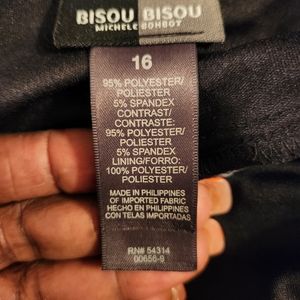 BISOU BISOU
MICHELE BOHBOT
16
95% POLYESTER/
POLIESTER
5% SPANDEX
CONTRAST/
CONTRASTE:
95% POLYESTER/
POLIESTER
5% SPANDEX
LINING/FORRO:
100% POLYESTER/
POLIESTER
MADE IN PHILIPPINES
OF IMPORTED FABRIC
HECHO EN PHILIPPINES
CON TELAS IMPORTADAS
RN# 54314
00656-9